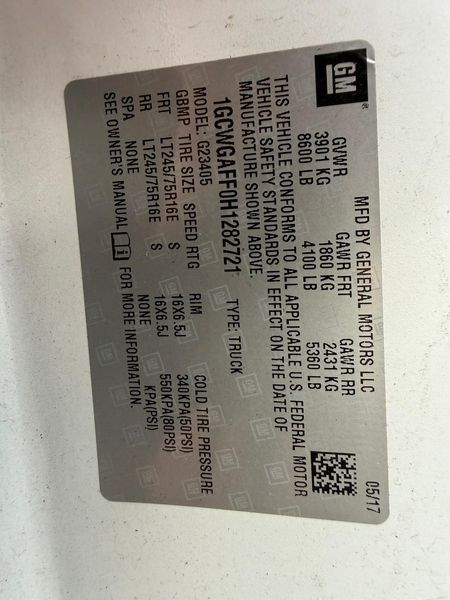 GM ®
MFD BY GENERAL MOTORS LLC 05/17
GVWR GAWR FRT GAWR RR
3901 KG 1860 KG 2431 KG
8600 LB 4100 LB 5360 LB
THIS VEHICLE CONFORMS TO ALL APPLICABLE U.S. FEDERAL MOTOR
VEHICLE SAFETY STANDARDS IN EFFECT ON THE DATE OF
MANUFACTURE SHOWN ABOVE.
1GCWGAFF0H1282721 TYPE: TRUCK
MODEL: G23405
GBMP TIRE SIZE SPEED RTG RIM COLD TIRE PRESSURE
FRT LT245/75R16E S 16X6.5J 340KPA(50PSI)
RR LT245/75R16E S 16X6.5J 550KPA(80PSI)
SPA NONE NONE KPA(PSI)
SEE OWNER'S MANUAL i FOR MORE INFORMATION.